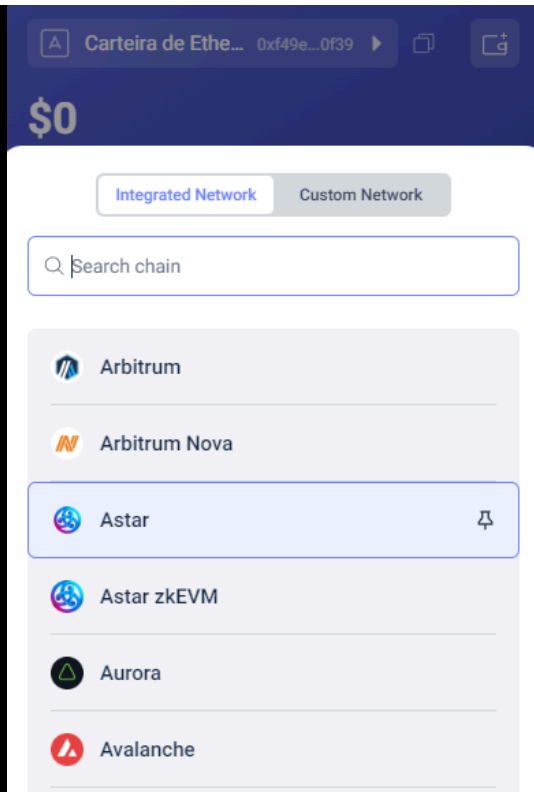 Carteira de Ethe... 0xf49e...0f39
$0
Integrated Network Custom Network
Search chain
Arbitrum
Arbitrum Nova
Astar
Astar zkEVM
Aurora
Avalanche